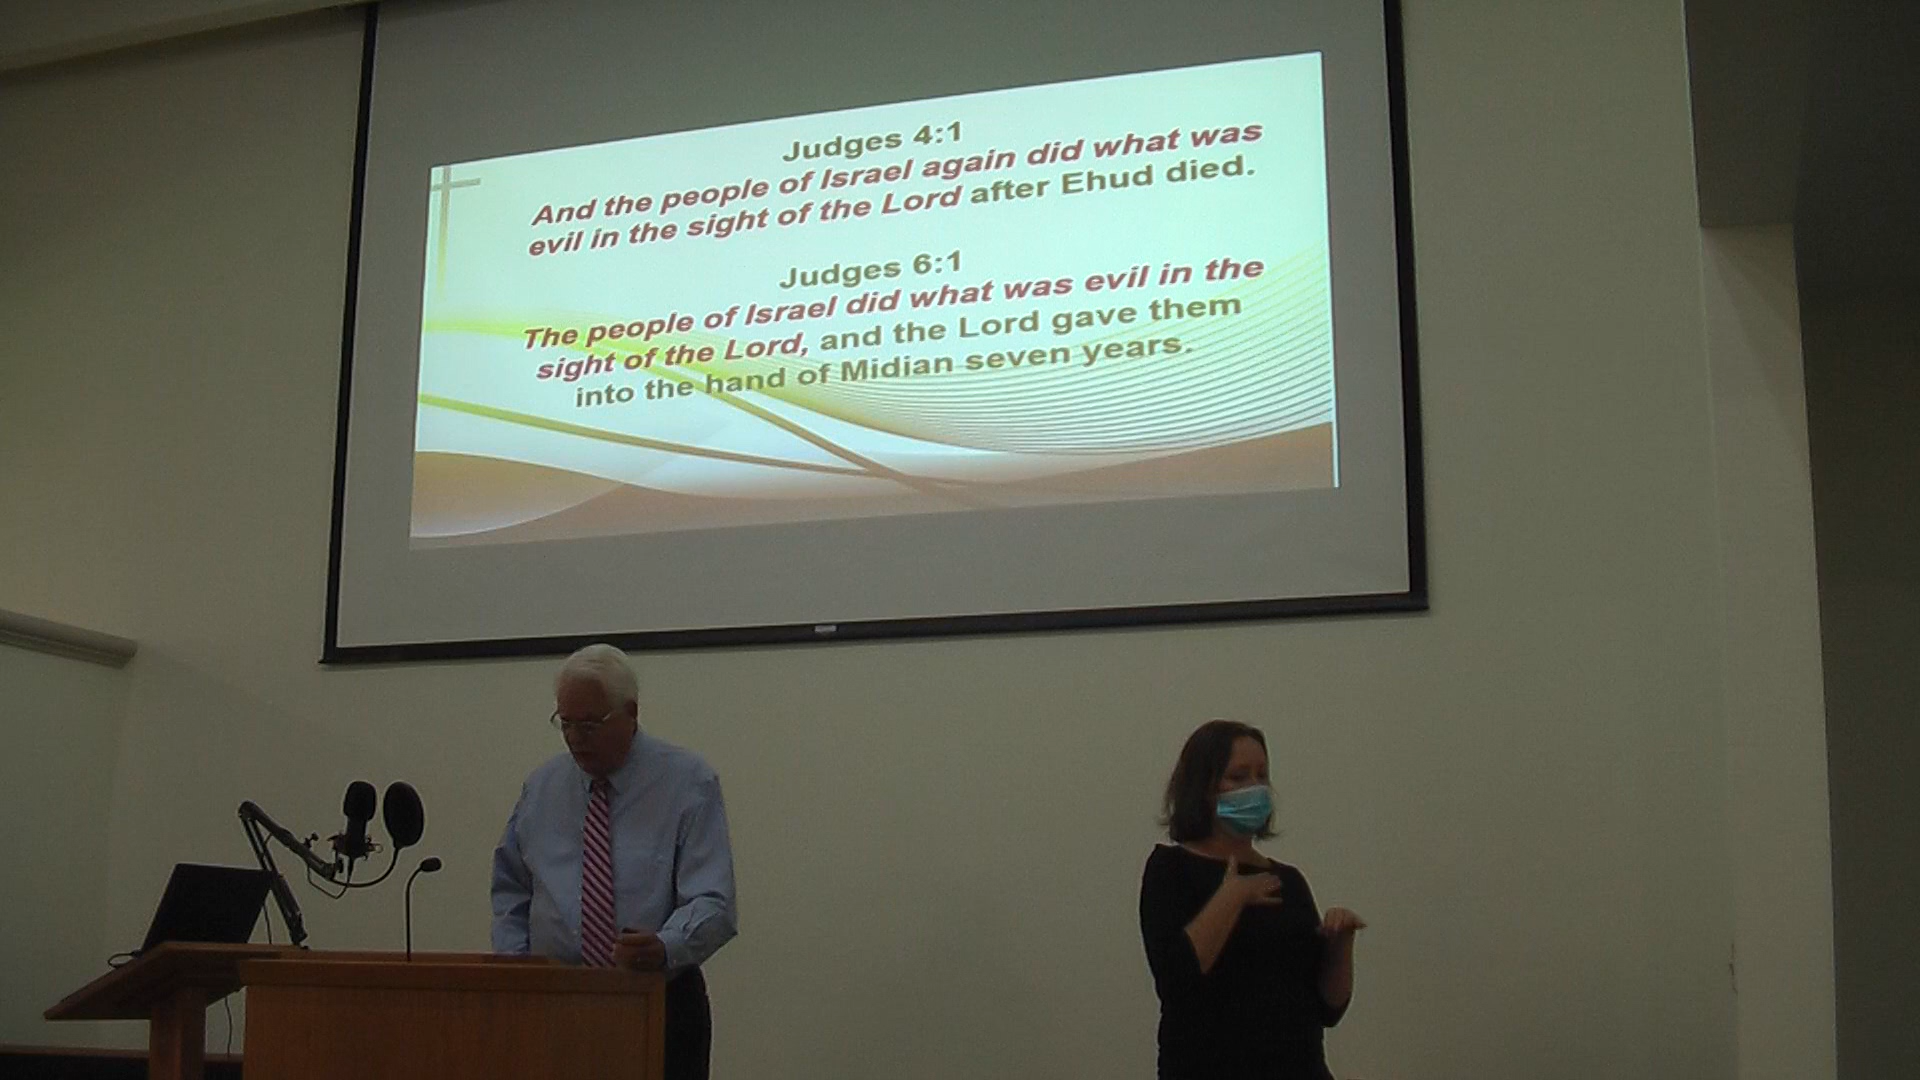 Judges 4:1
And the people of Israel again did what was
evil in the sight of the Lord after Ehud died.
Judges 6:1
The people of Israel did what was evil in the
sight of the Lord, and the Lord gave them
into the hand of Midian seven years.